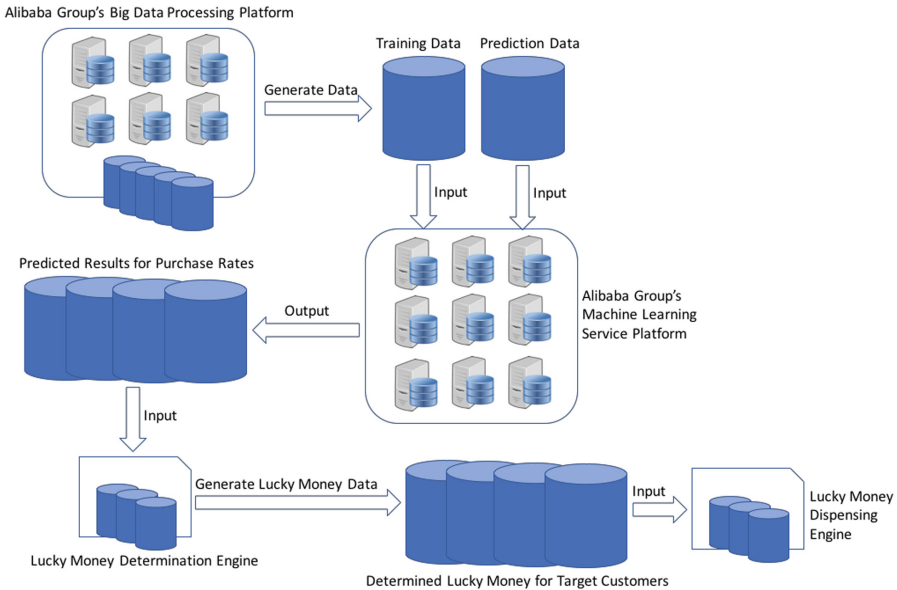 Alibaba Group's Big Data Processing Platform
Training Data
Prediction Data
Generate Data
Input
Input
Predicted Results for Purchase Rates
Output
Alibaba Group's
Machine Learning
Service Platform
Input
Generate Lucky Money Data
Input
Lucky Money
Dispensing
Engine
Lucky Money Determination Engine
Determined Lucky Money for Target Customers